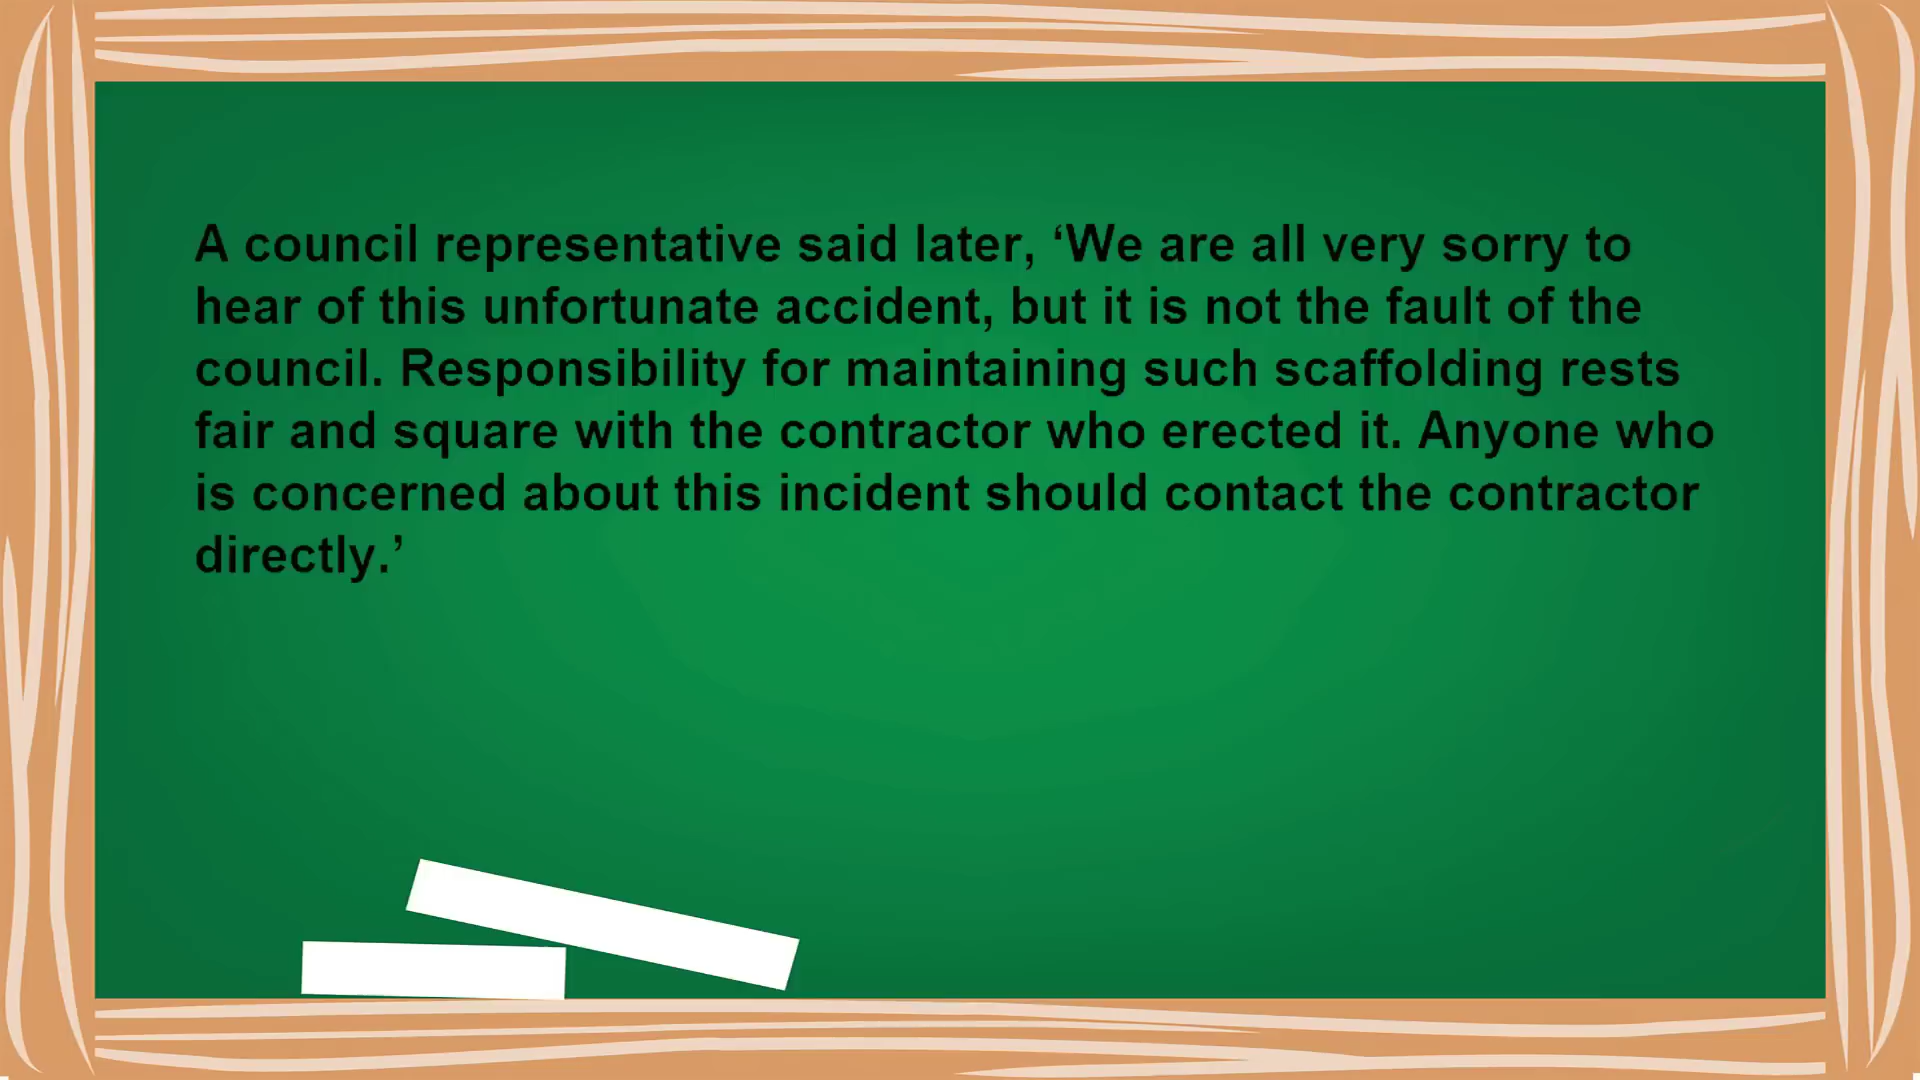 A council representative said later, ‘We are all very sorry to
hear of this unfortunate accident, but it is not the fault of the
council. Responsibility for maintaining such scaffolding rests
fair and square with the contractor who erected it. Anyone who
is concerned about this incident should contact the contractor
directly.’